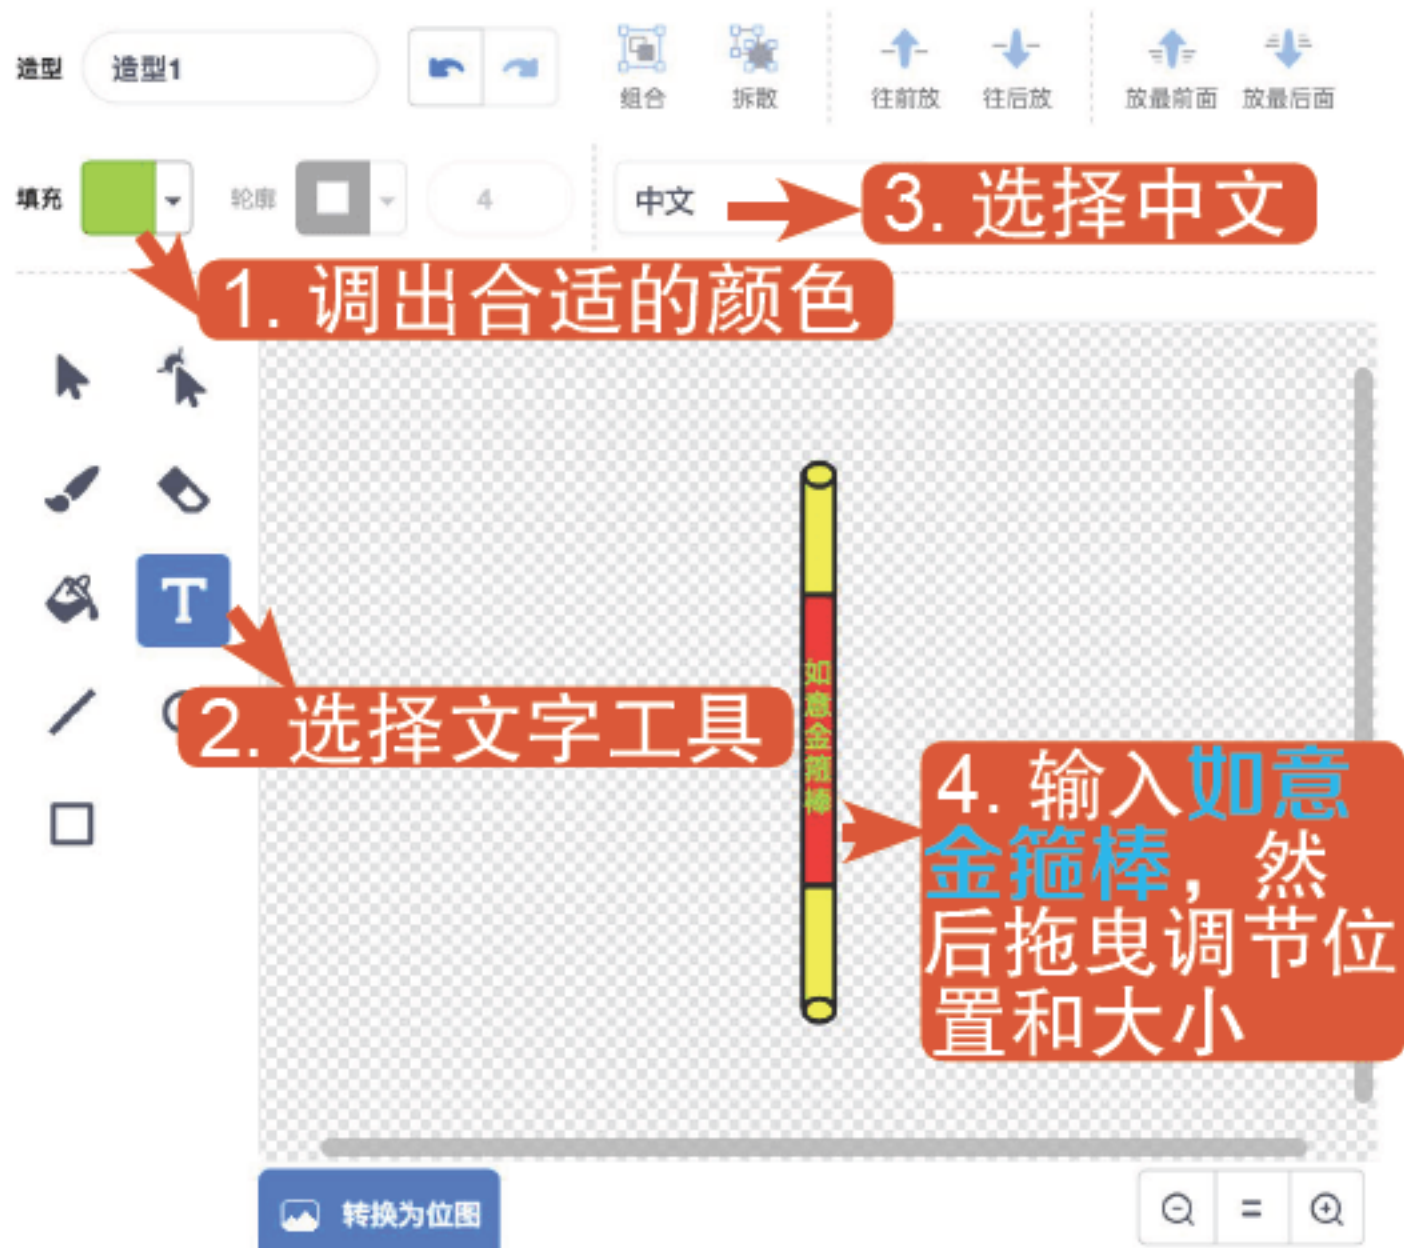 造型
造型1
组合
拆散
往前放
往后放
放最前面
放最后面
填充
轮廓
4
中文
3. 选择中文
1. 调出合适的颜色
T
2. 选择文字工具
如
意
金
箍
棒
4. 输入如意
金箍棒，然
后拖曳调节位
置和大小
转换为位图